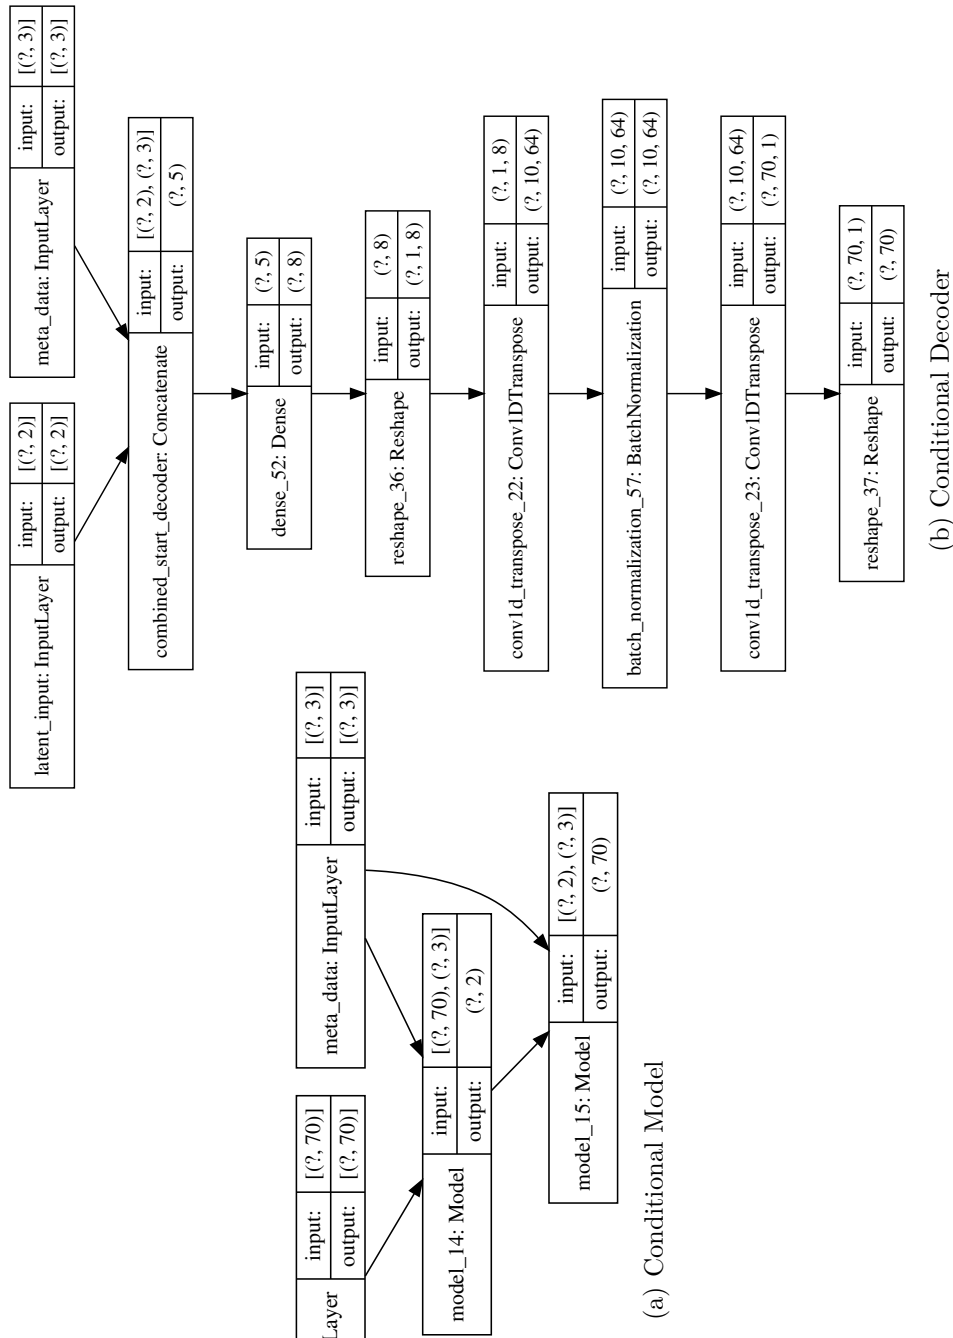 input: [(?, 70)]
output: [(?, 70)]
meta_data: InputLayer
input: [(?, 3)]
output: [(?, 3)]
model_14: Model
input: [(?, 70), (?, 3)]
output: (?, 2)
model_15: Model
input: [(?, 2), (?, 3)]
output: (?, 70)
(a) Conditional Model
latent_input: InputLayer
input: [(?, 2)]
output: [(?, 2)]
meta_data: InputLayer
input: [(?, 3)]
output: [(?, 3)]
combined_start_decoder: Concatenate
input: [(?, 2), (?, 3)]
output: (?, 5)
dense_52: Dense
input: (?, 5)
output: (?, 8)
reshape_36: Reshape
input: (?, 8)
output: (?, 1, 8)
conv1d_transpose_22: Conv1DTranspose
input: (?, 1, 8)
output: (?, 10, 64)
batch_normalization_57: BatchNormalization
input: (?, 10, 64)
output: (?, 10, 64)
conv1d_transpose_23: Conv1DTranspose
input: (?, 10, 64)
output: (?, 70, 1)
reshape_37: Reshape
input: (?, 70, 1)
output: (?, 70)
(b) Conditional Decoder